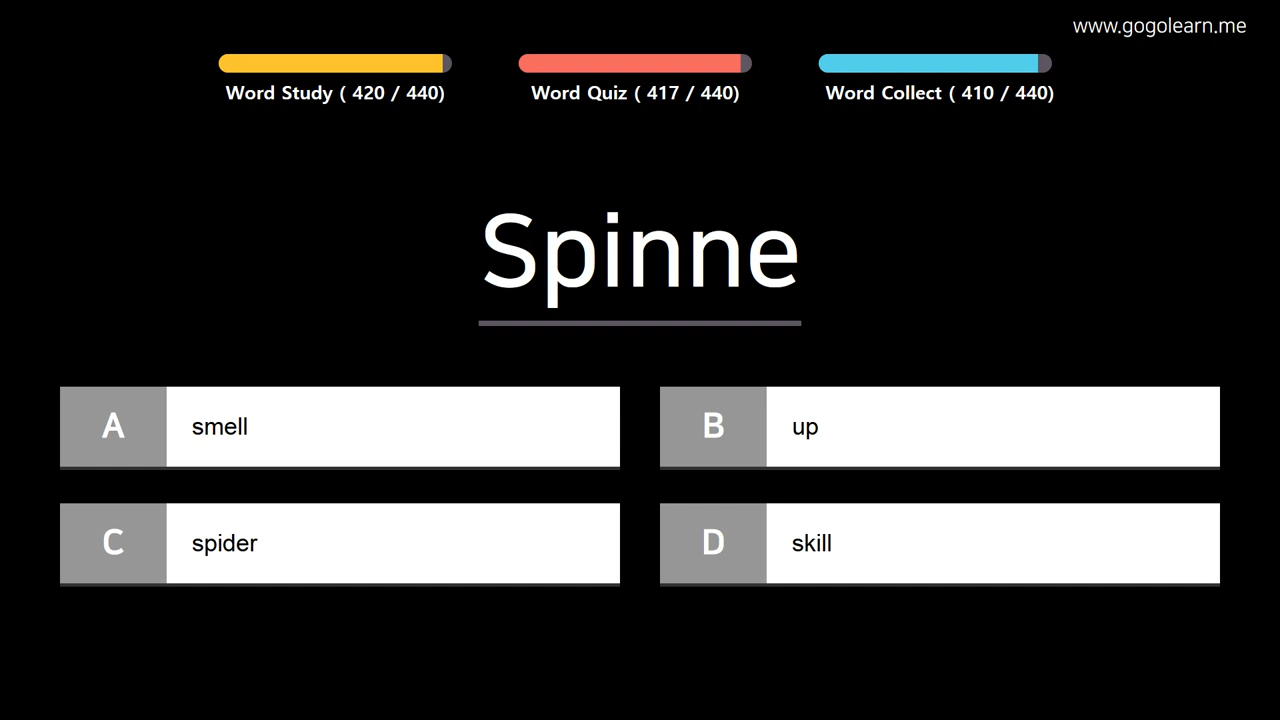 www.gogolearn.me
Word Study ( 420 / 440)
Word Quiz ( 417 / 440)
Word Collect ( 410 / 440)
Spinne
A smell
B up
C spider
D skill